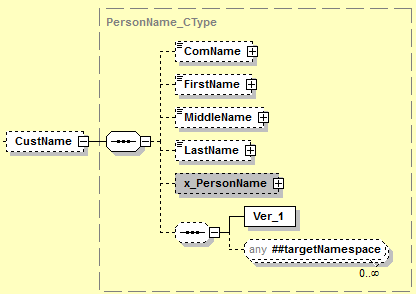 PersonName_CType
ComName
FirstName
MiddleName
CustName
LastName
x_PersonName
Ver_1
any ##targetNamespace
0..∞